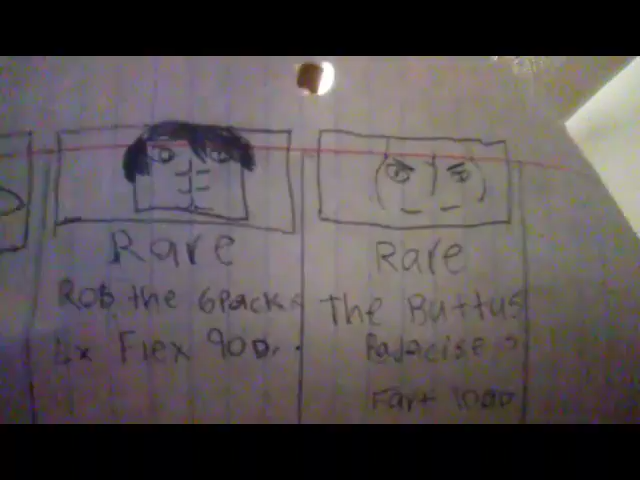 Rare
Rob the 6pack
Flex 900.
Rare
The Buttus
Fart 1000